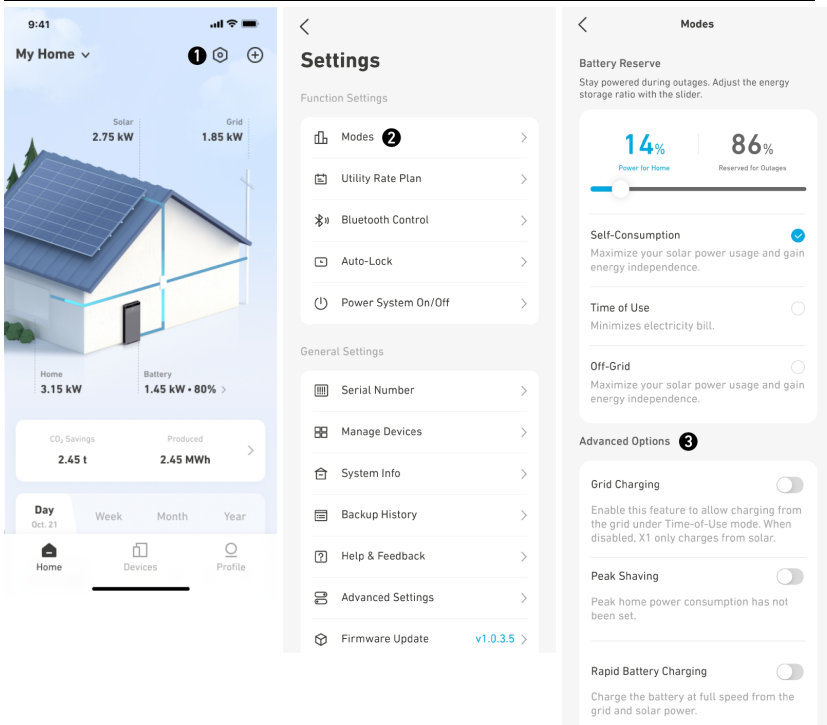 9:41
My Home
1
Solar
2.75 kW
Grid
1.85 kW
Home
3.15 kW
Battery
1.45 kW • 80% >
CO₂ Savings
2.45 t
Produced
2.45 MWh
Day
Oct. 21
Week
Month
Year
Home
Devices
Profile
Settings
Function Settings
Modes 2
Utility Rate Plan
Bluetooth Control
Auto-Lock
Power System On/Off
General Settings
Serial Number
Manage Devices
System Info
Backup History
Help & Feedback
Advanced Settings
Firmware Update v1.0.3.5
Modes
Battery Reserve
Stay powered during outages. Adjust the energy
storage ratio with the slider.
14%
Power for Home
86%
Reserved for Outages
Self-Consumption
Maximize your solar power usage and gain
energy independence.
Time of Use
Minimizes electricity bill.
Off-Grid
Maximize your solar power usage and gain
energy independence.
Advanced Options 3
Grid Charging
Enable this feature to allow charging from
the grid under Time-of-Use mode. When
disabled, X1 only charges from solar.
Peak Shaving
Peak home power consumption has not
been set.
Rapid Battery Charging
Charge the battery at full speed from the
grid and solar power.